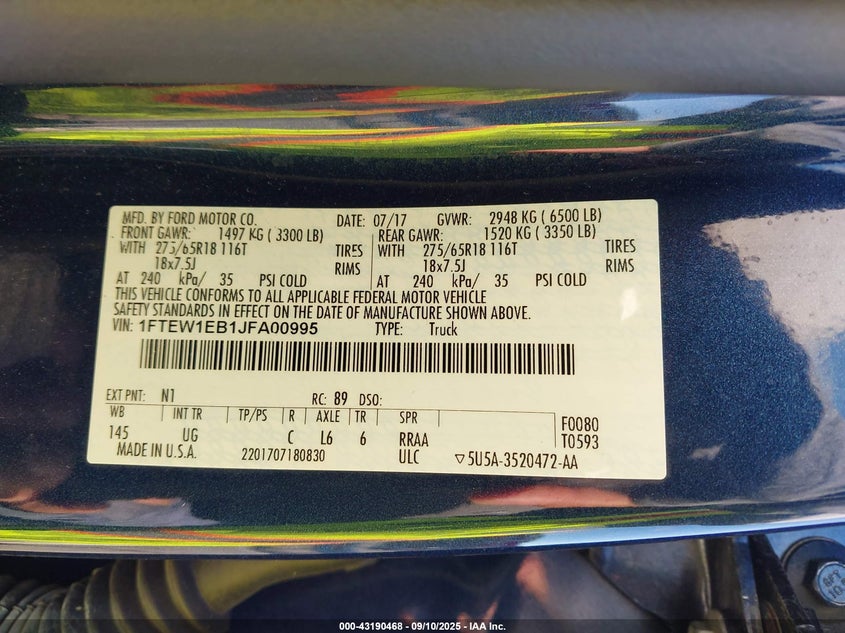 MFD. BY FORD MOTOR CO. DATE: 07/17 GVWR: 2948 KG ( 6500 LB)
FRONT GAWR: 1497 KG ( 3300 LB) REAR GAWR: 1520 KG ( 3350 LB)
WITH 275/65R18 116T TIRES WITH 275/65R18 116T TIRES
18x7.5J RIMS 18x7.5J RIMS
AT 240 kPa/ 35 PSI COLD AT 240 kPa/ 35 PSI COLD
THIS VEHICLE CONFORMS TO ALL APPLICABLE FEDERAL MOTOR VEHICLE
SAFETY STANDARDS IN EFFECT ON THE DATE OF MANUFACTURE SHOWN ABOVE.
VIN: 1FTEW1EB1JFA00995 TYPE: Truck
EXT PNT: N1 RC: 89 DSO:
WB INT TR TP/PS R AXLE TR SPR F0080
145 UG C L6 6 RRAA T0593
MADE IN U.S.A. 2201707180830 ULC ▽5U5A-3520472-AA
000-43190468 - 09/10/2025 - IAA Inc.